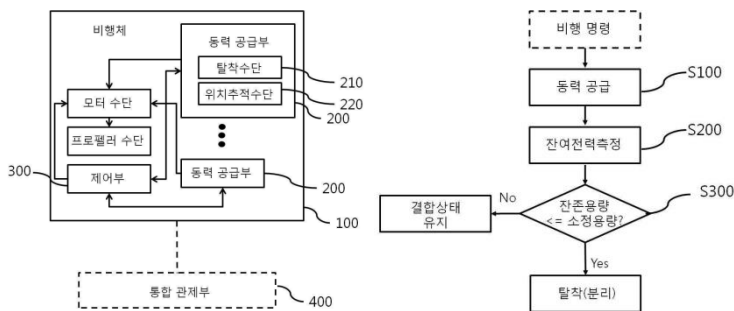 비행체
동력 공급부
탈착수단
210
위치추적수단
220
200
모터 수단
프로펠러 수단
300
제어부
동력 공급부
200
100
통합 관제부
400
비행 명령
동력 공급
S100
잔여전력측정
S200
잔존용량
<= 소정용량?
S300
No
결합상태
유지
Yes
탈착(분리)